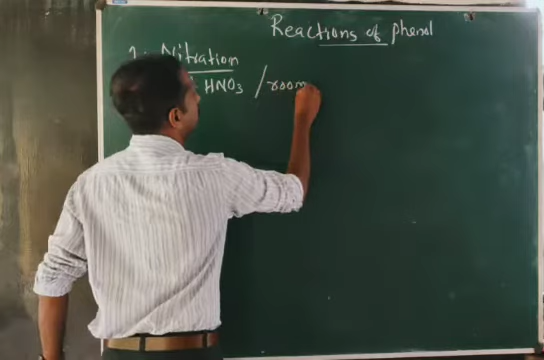 Reactions of phenol
1. Nitration
HNO₃ / room